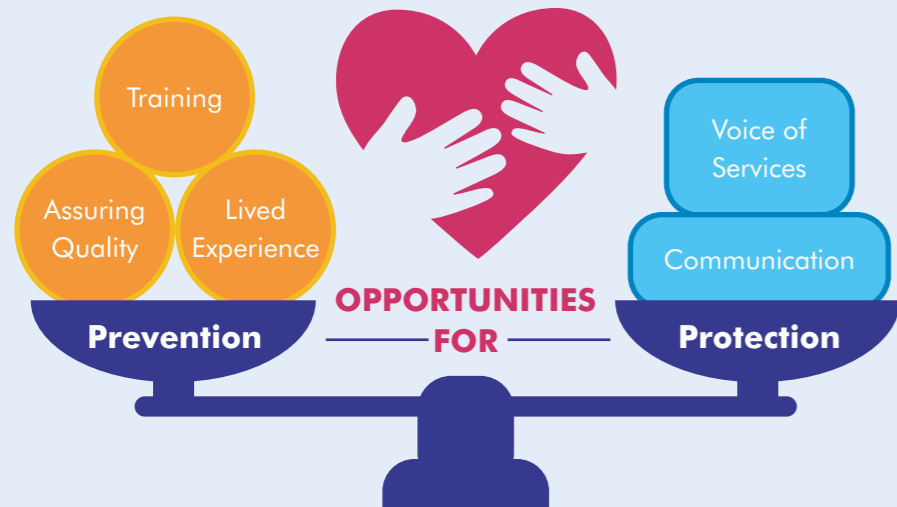 Training
Assuring
Quality
Lived
Experience
Prevention
OPPORTUNITIES
FOR
Voice of
Services
Communication
Protection